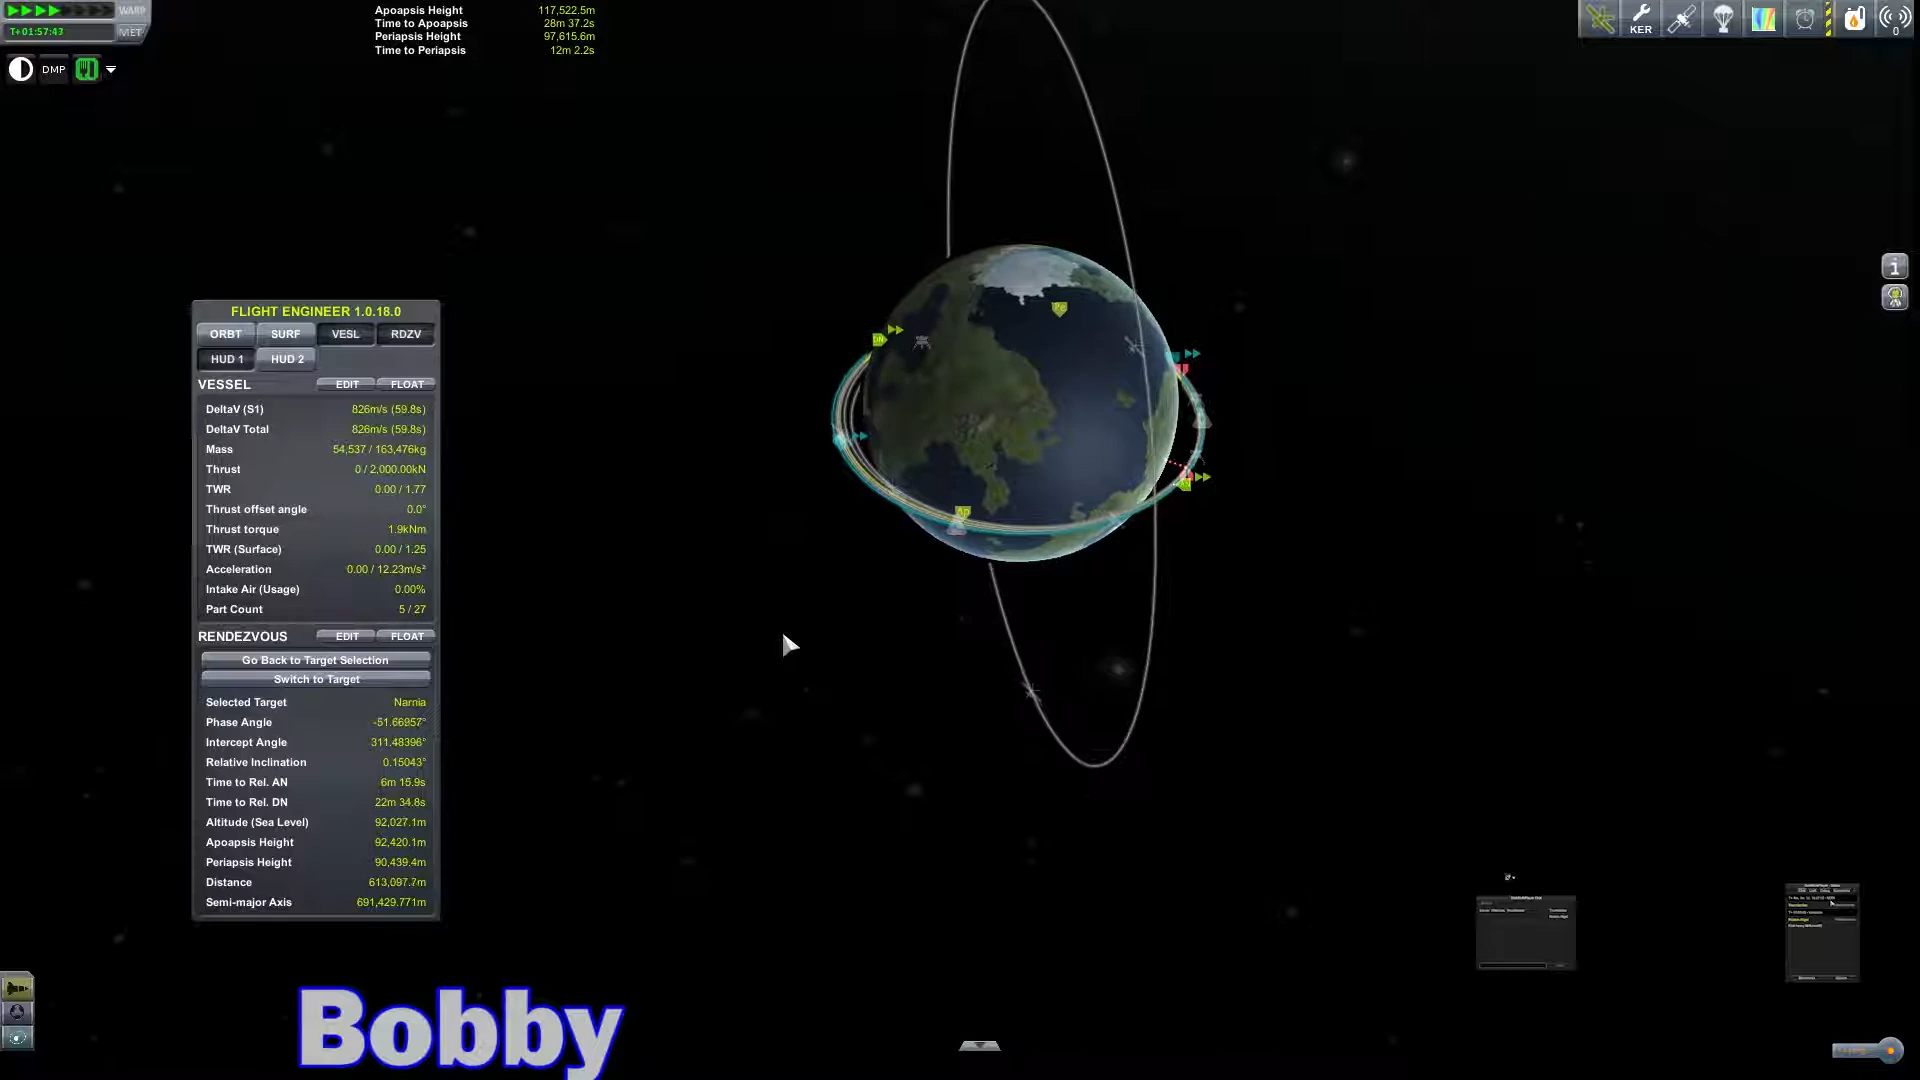 WARP
T+01:57:43
MET
DMP
Apoapsis Height 117,522.5m
Time to Apoapsis 28m 37.2s
Periapsis Height 97,615.6m
Time to Periapsis 12m 2.2s
KER
0
Pe
DN
AN
Ap
FLIGHT ENGINEER 1.0.18.0
ORBT SURF VESL RDZV
HUD 1 HUD 2
VESSEL EDIT FLOAT
DeltaV (S1) 826m/s (59.8s)
DeltaV Total 826m/s (59.8s)
Mass 54,537 / 163,476kg
Thrust 0 / 2,000.00kN
TWR 0.00 / 1.77
Thrust offset angle 0.0°
Thrust torque 1.9kNm
TWR (Surface) 0.00 / 1.25
Acceleration 0.00 / 12.23m/s²
Intake Air (Usage) 0.00%
Part Count 5 / 27
RENDEZVOUS EDIT FLOAT
Go Back to Target Selection
Switch to Target
Selected Target Narnia
Phase Angle -51.66957°
Intercept Angle 311.48396°
Relative Inclination 0.15043°
Time to Rel. AN 6m 15.9s
Time to Rel. DN 22m 34.8s
Altitude (Sea Level) 92,027.1m
Apoapsis Height 92,420.1m
Periapsis Height 90,439.4m
Distance 613,097.7m
Semi-major Axis 691,429.771m
Bobby